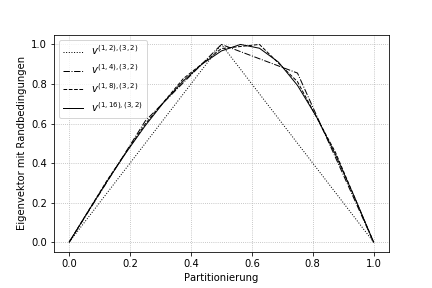 v(1, 2), (3, 2)
v(1, 4), (3, 2)
v(1, 8), (3, 2)
v(1, 16), (3, 2)
Eigenvektor mit Randbedingungen
1.0
0.8
0.6
0.4
0.2
0.0
0.0 0.2 0.4 0.6 0.8 1.0
Partitionierung